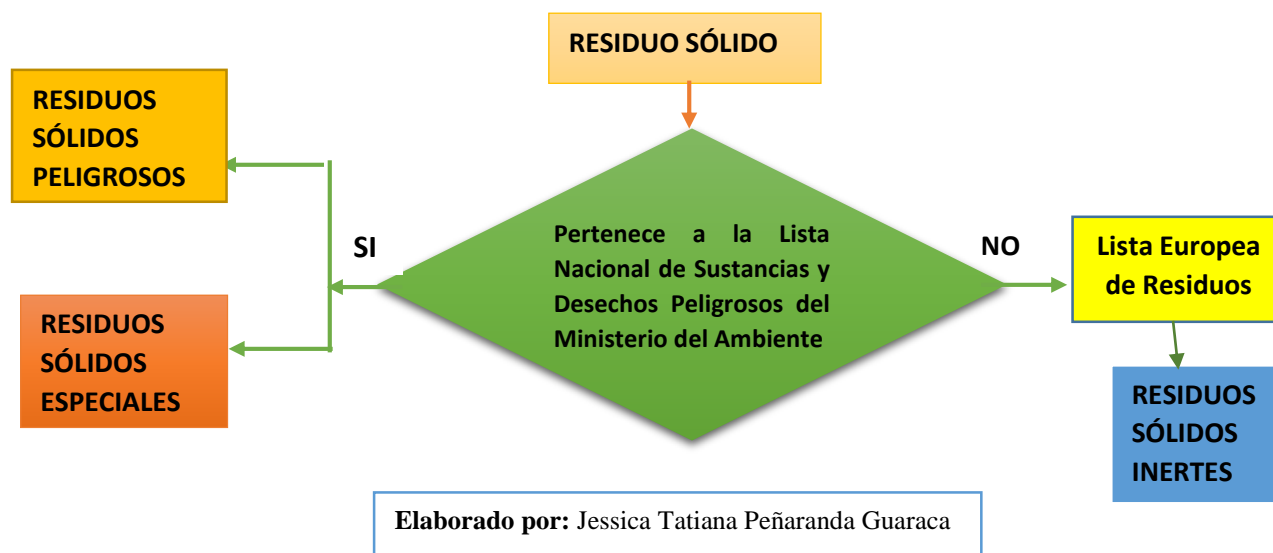 RESIDUO SÓLIDO
RESIDUOS
SÓLIDOS
PELIGROSOS
SI
Pertenece a la Lista
Nacional de Sustancias y
Desechos Peligrosos del
Ministerio del Ambiente
NO
Lista Europea
de Residuos
RESIDUOS
SÓLIDOS
ESPECIALES
RESIDUOS
SÓLIDOS
INERTES
Elaborado por: Jessica Tatiana Peñaranda Guaraca